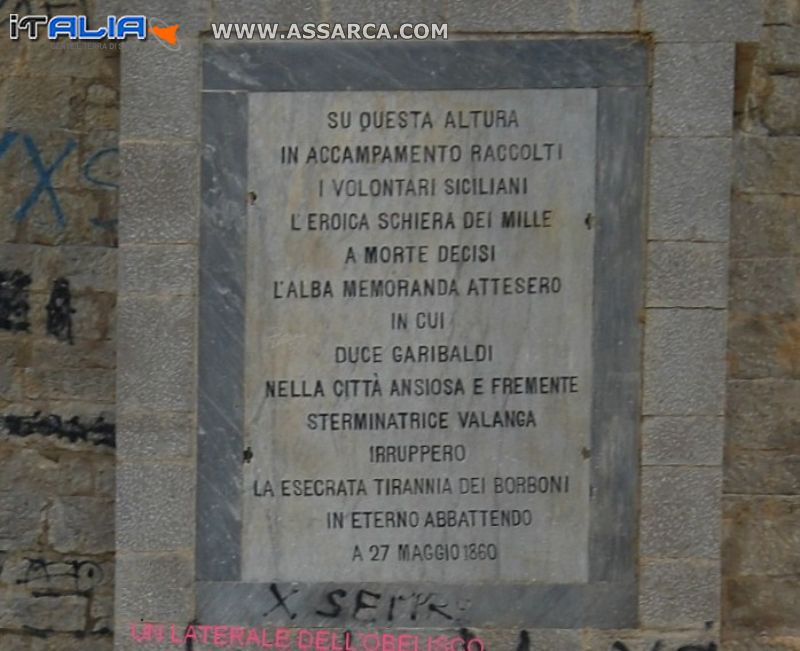 iTALIA
WWW.ASSARCA.COM
SU QUESTA ALTURA
IN ACCAMPAMENTO RACCOLTI
I VOLONTARI SICILIANI
L'EROICA SCHIERA DEI MILLE
A MORTE DECISI
L'ALBA MEMORANDA ATTESERO
IN CUI
DUCE GARIBALDI
NELLA CITTÀ ANSIOSA E FREMENTE
STERMINATRICE VALANGA
IRRUPPERO
LA ESECRATA TIRANNIA DEI BORBONI
IN ETERNO ABBATTENDO
A 27 MAGGIO 1860
X SEMPRE
UN LATERALE DELL'OBELISCO